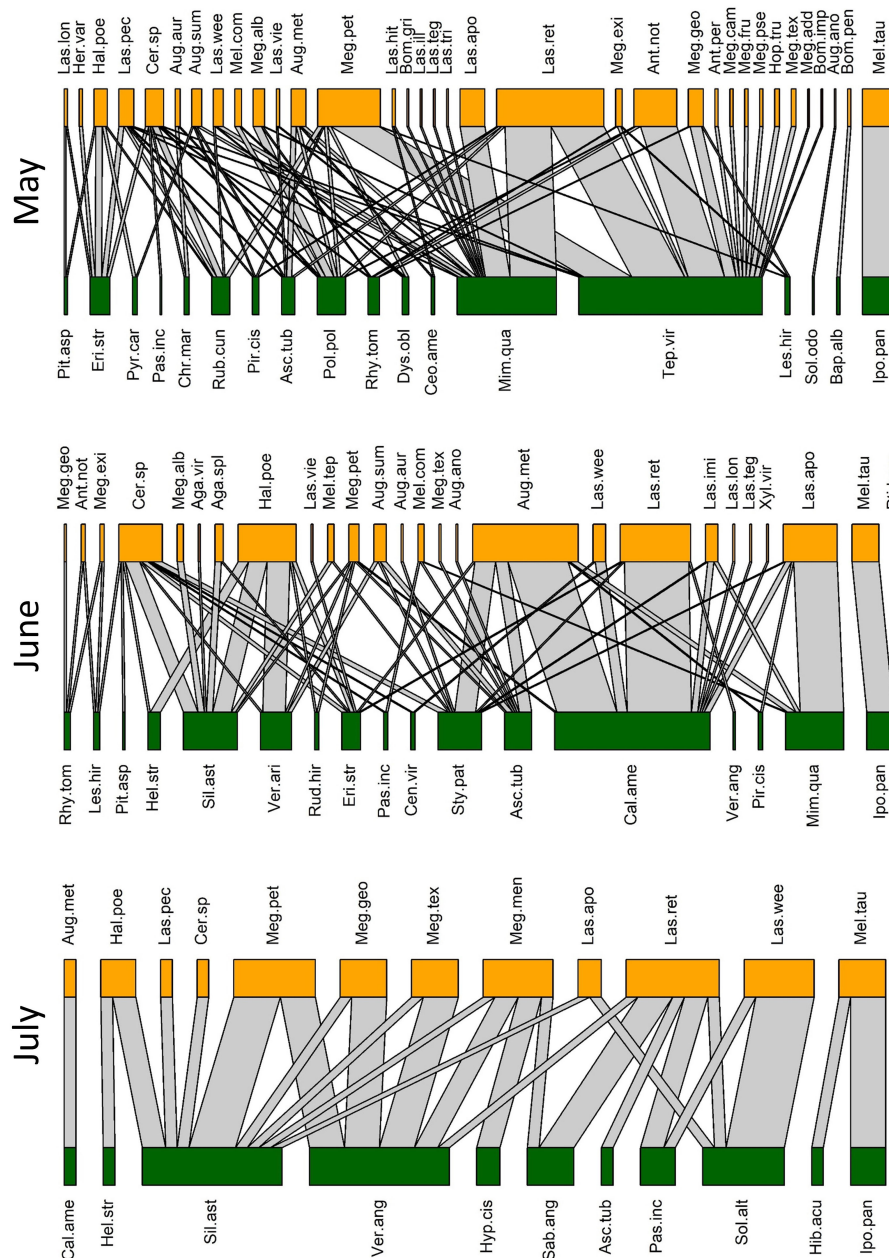 May
Las.lon
Her.var
Hal.poe
Las.pec
Cer.sp
Aug.aur
Aug.sum
Las.wee
Mel.com
Meg.alb
Las.vie
Aug.met
Meg.pet
Las.hit
Bom.gri
Las.ill
Las.teg
Las.tri
Las.apo
Las.ret
Meg.exi
Ant.not
Meg.geo
Ant.per
Meg.cam
Meg.fru
Meg.pse
Hop.tru
Meg.tex
Meg.add
Bom.imp
Aug.ano
Bom.pen
Mel.tau
Pit.asp
Eri.str
Pyr.car
Pas.inc
Chr.mar
Rub.cun
Pir.cis
Asc.tub
Pol.pol
Rhy.tom
Dys.obl
Ceo.ame
Mim.qua
Tep.vir
Les.hir
Sol.odo
Bap.alb
Ipo.pan
June
Meg.geo
Ant.not
Meg.exi
Cer.sp
Meg.alb
Aga.vir
Aga.spl
Hal.poe
Las.vie
Mel.tep
Meg.pet
Aug.sum
Aug.aur
Mel.com
Meg.tex
Aug.ano
Aug.met
Las.wee
Las.ret
Las.imi
Las.lon
Las.teg
Xyl.vir
Las.apo
Mel.tau
Rhy.tom
Les.hir
Pit.asp
Hel.str
Sil.ast
Ver.ari
Rud.hir
Eri.str
Pas.inc
Cen.vir
Sty.pat
Asc.tub
Cal.ame
Ver.ang
Pir.cis
Mim.qua
Ipo.pan
July
Aug.met
Hal.poe
Las.pec
Cer.sp
Meg.pet
Meg.geo
Meg.tex
Meg.men
Las.apo
Las.ret
Las.wee
Mel.tau
Cal.ame
Hel.str
Sil.ast
Ver.ang
Hyp.cis
Sab.ang
Asc.tub
Pas.inc
Sol.alt
Hib.acu
Ipo.pan